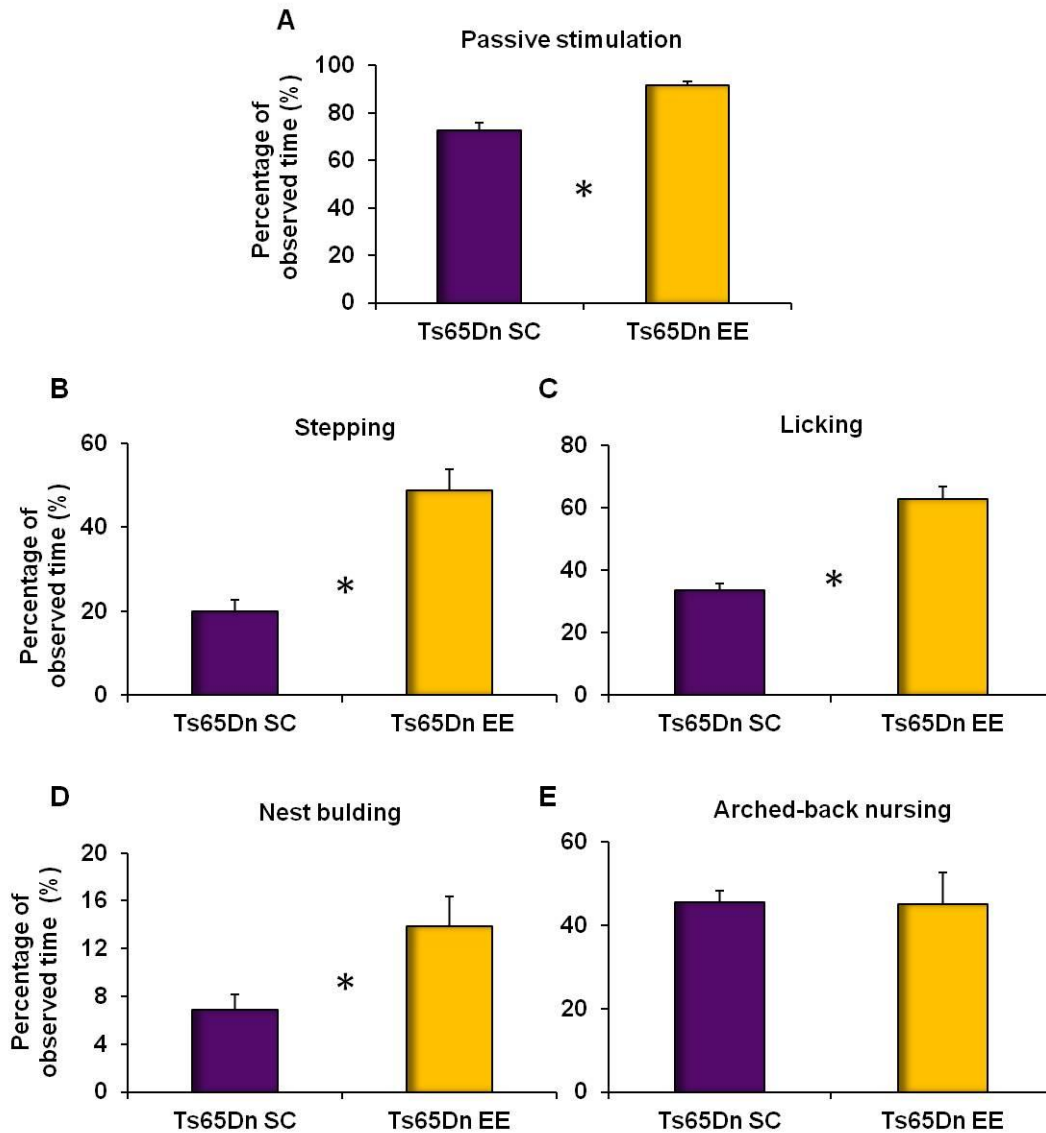 A
Passive stimulation
Percentage of
observed time (%)
100
80
60
40
20
0
*
Ts65Dn SC
Ts65Dn EE
B
Stepping
Percentage of
observed time (%)
60
40
20
0
*
Ts65Dn SC
Ts65Dn EE
C
Licking
80
60
40
20
0
*
Ts65Dn SC
Ts65Dn EE
D
Nest bulding
Percentage of
observed time (%)
20
16
12
8
4
0
*
Ts65Dn SC
Ts65Dn EE
E
Arched-back nursing
60
40
20
0
Ts65Dn SC
Ts65Dn EE